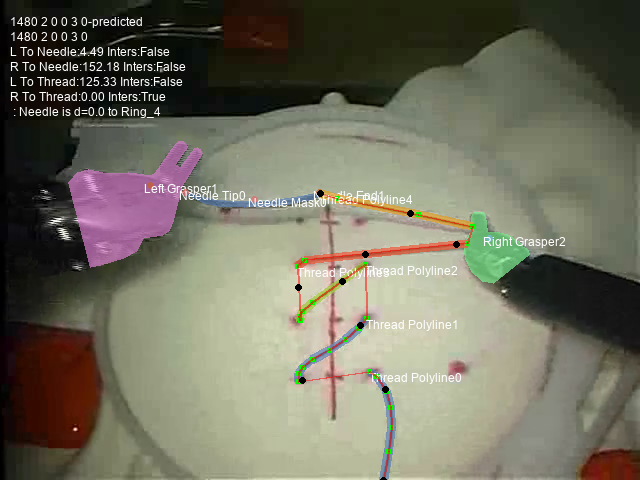 1480 2 0 0 3 0-predicted
1480 2 0 0 3 0
L To Needle:4.49 Inters:False
R To Needle:152.18 Inters:False
L To Thread:125.33 Inters:False
R To Thread:0.00 Inters:True
: Needle is d=0.0 to Ring_4
Left Grasper1
Needle Tip0
Needle Mask0
Thread Polyline4
Right Grasper2
Thread Polyline2
Thread Polyline1
Thread Polyline0